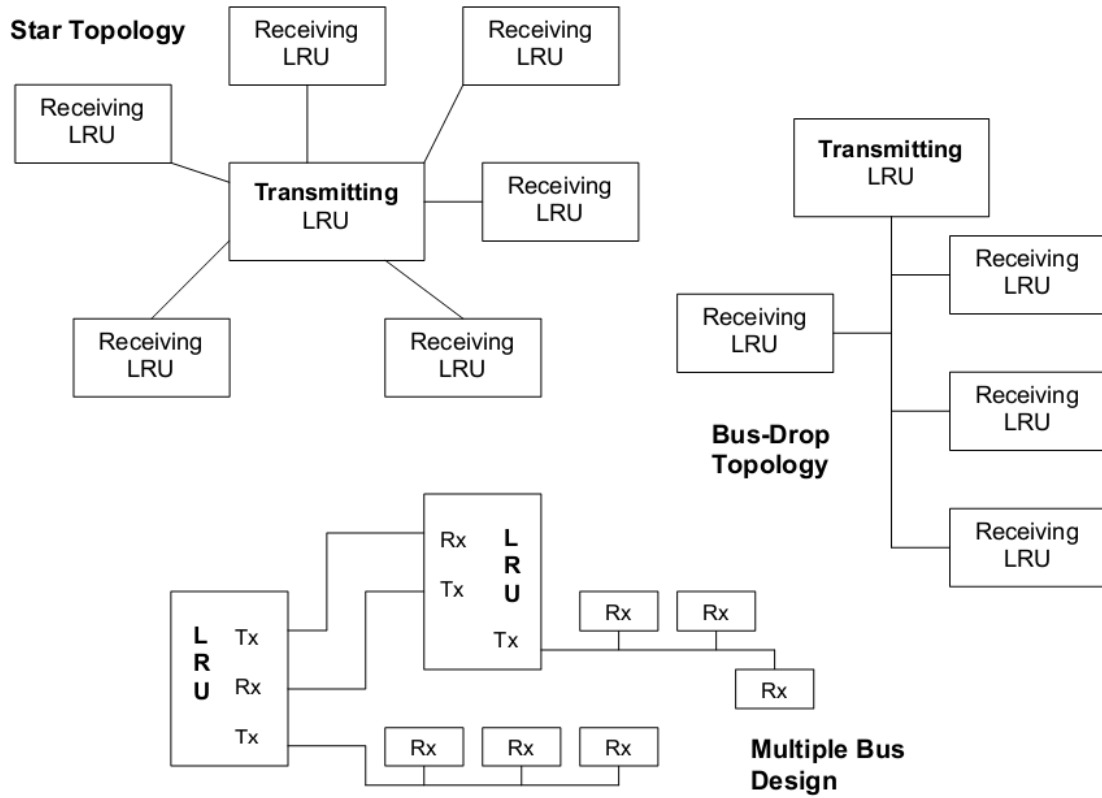 Star Topology
Receiving
LRU
Receiving
LRU
Receiving
LRU
Transmitting
LRU
Receiving
LRU
Receiving
LRU
Receiving
LRU
Transmitting
LRU
Receiving
LRU
Receiving
LRU
Receiving
LRU
Receiving
LRU
Bus-Drop
Topology
L
R
U
Tx
Rx
Tx
Rx
Tx
L
R
U
Tx
Rx
Rx
Rx
Rx
Rx
Rx
Multiple Bus
Design